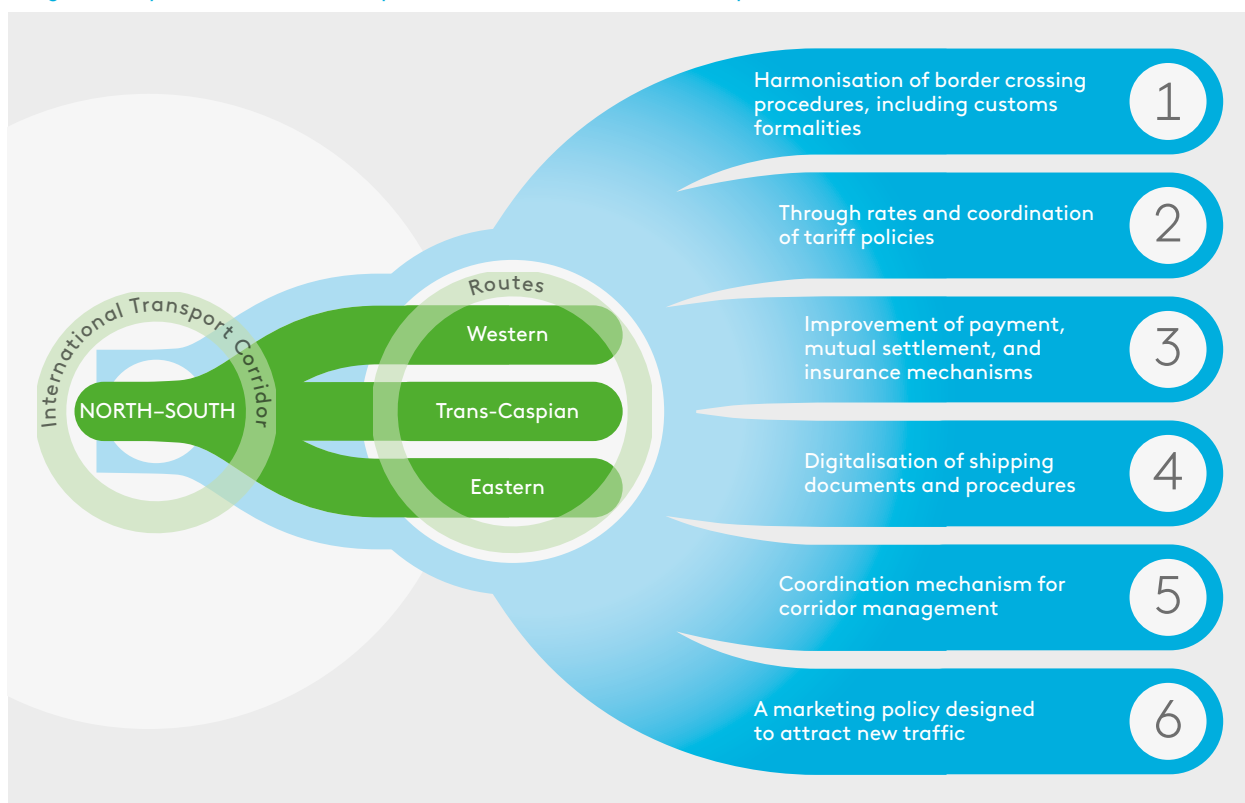 International Transport Corridor
NORTH–SOUTH
Routes
Western
Trans-Caspian
Eastern
Harmonisation of border crossing
procedures, including customs
formalities
1
Through rates and coordination
of tariff policies
2
Improvement of payment,
mutual settlement, and
insurance mechanisms
3
Digitalisation of shipping
documents and procedures
4
Coordination mechanism for
corridor management
5
A marketing policy designed
to attract new traffic
6